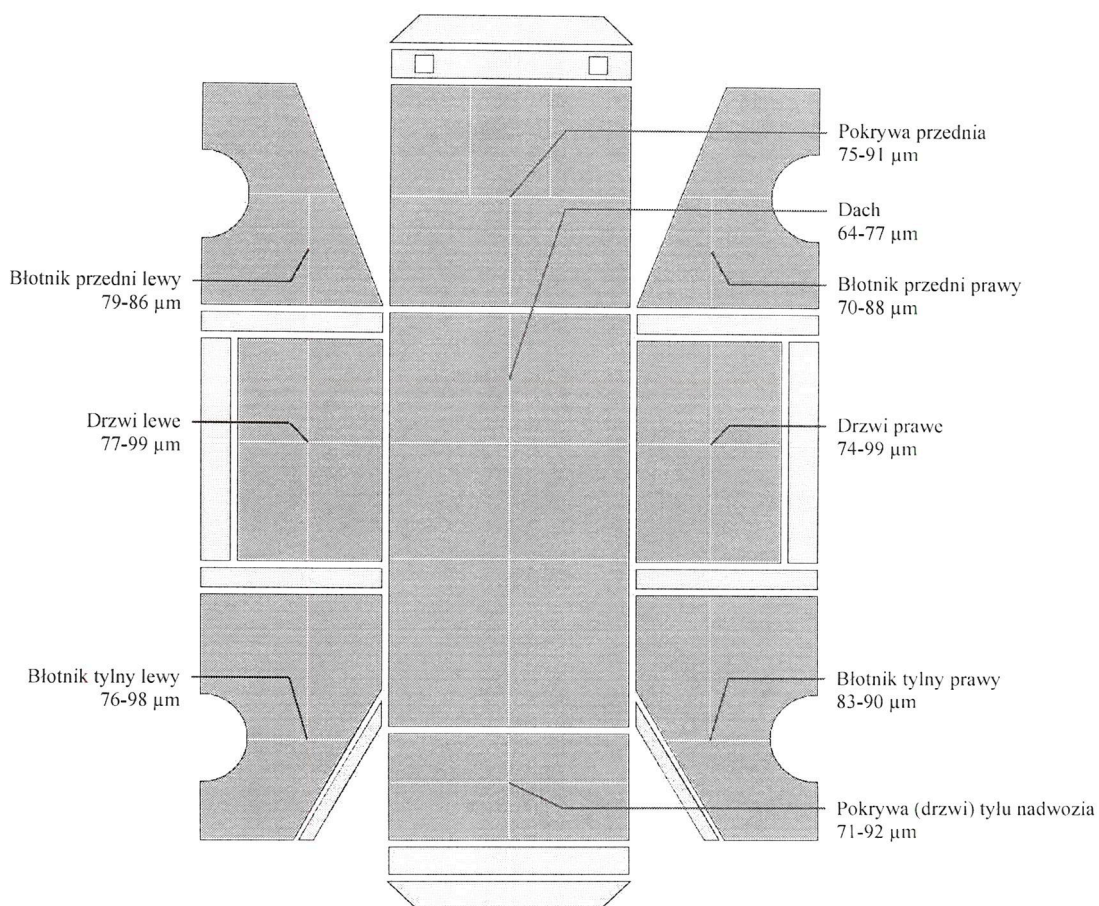 Pokrywa przednia
75-91 µm
Dach
64-77 µm
Błotnik przedni lewy
79-86 µm
Błotnik przedni prawy
70-88 µm
Drzwi lewe
77-99 µm
Drzwi prawe
74-99 µm
Błotnik tylny lewy
76-98 µm
Błotnik tylny prawy
83-90 µm
Pokrywa (drzwi) tyłu nadwozia
71-92 µm